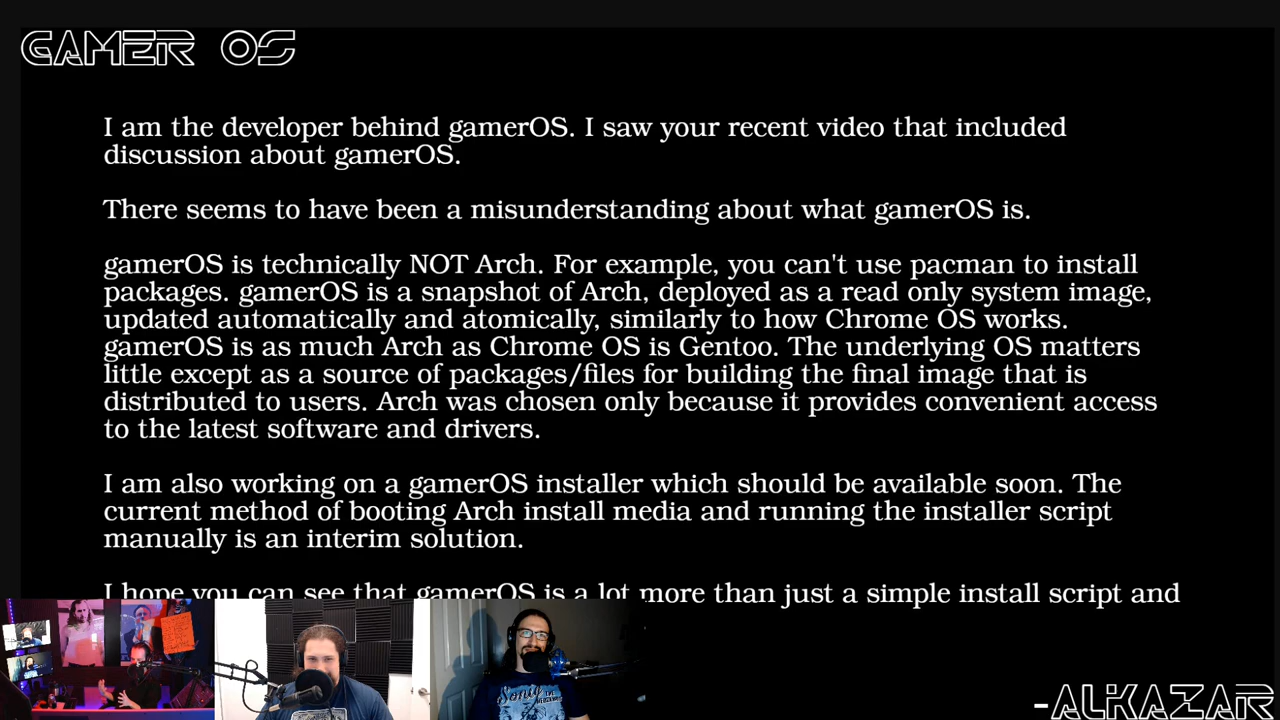 GAMER OS
I am the developer behind gamerOS. I saw your recent video that included
discussion about gamerOS.
There seems to have been a misunderstanding about what gamerOS is.
gamerOS is technically NOT Arch. For example, you can't use pacman to install
packages. gamerOS is a snapshot of Arch, deployed as a read only system image,
updated automatically and atomically, similarly to how Chrome OS works.
gamerOS is as much Arch as Chrome OS is Gentoo. The underlying OS matters
little except as a source of packages/files for building the final image that is
distributed to users. Arch was chosen only because it provides convenient access
to the latest software and drivers.
I am also working on a gamerOS installer which should be available soon. The
current method of booting Arch install media and running the installer script
manually is an interim solution.
I hope you can see that gamerOS is a lot more than just a simple install script and
-ALKAZAR